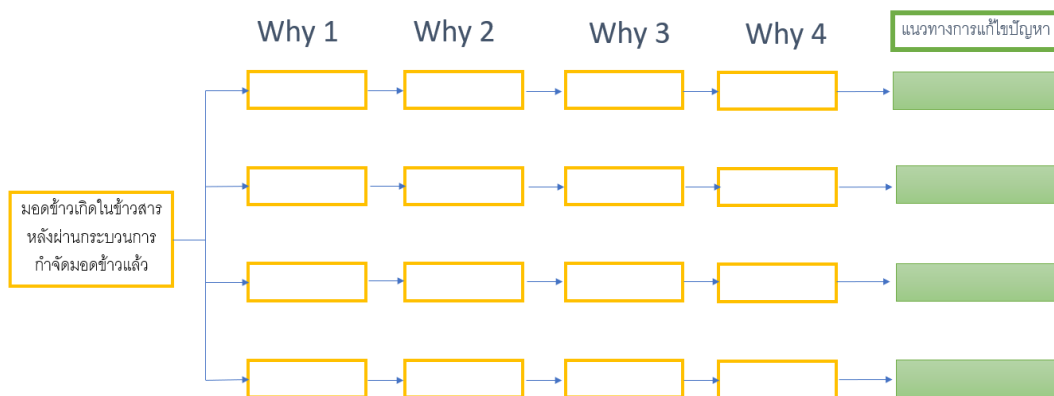 Why 1
Why 2
Why 3
Why 4
แนวทางการแก้ไขปัญหา
มอดข้าวเกิดในข้าวสาร
หลังผ่านกระบวนการ
กำจัดมอดข้าวแล้ว